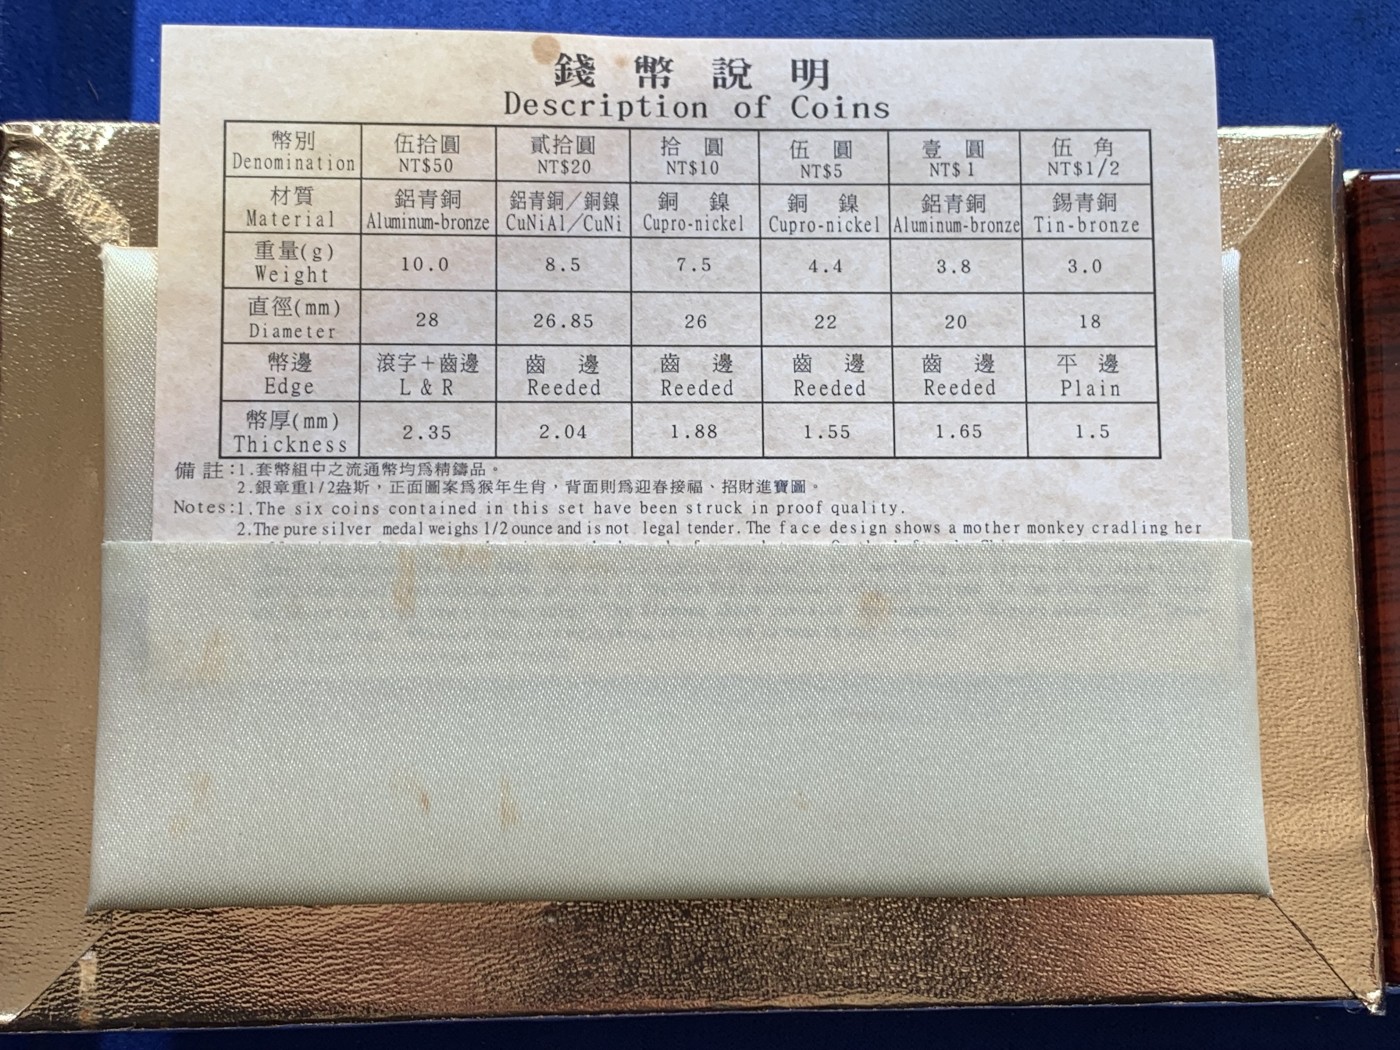 錢幣說明
Description of Coins
幣別 伍拾圓 貳拾圓 拾圓 伍圓 壹圓 伍角
Denomination NT$50 NT$20 NT$10 NT$5 NT$1 NT$1/2
材質 鋁青銅 鋁青銅/銅鎳 銅鎳 銅鎳 鋁青銅 錫青銅
Material Aluminum-bronze CuNiAl/CuNi Cupro-nickel Cupro-nickel Aluminum-bronze Tin-bronze
重量(g)
Weight 10.0 8.5 7.5 4.4 3.8 3.0
直徑(mm)
Diameter 28 26.85 26 22 20 18
幣邊 滾字+齒邊 齒邊 齒邊 齒邊 齒邊 平邊
Edge L & R Reeded Reeded Reeded Reeded Plain
幣厚(mm)
Thickness 2.35 2.04 1.88 1.55 1.65 1.5
備註:1.套幣組中之流通幣均為精鑄品。
2.銀章重1/2盎斯,正面圖案為猴年生肖,背面則為迎春接福、招財進寶圖。
Notes:1.The six coins contained in this set have been struck in proof quality.
2.The pure silver medal weighs 1/2 ounce and is not legal tender. The face design shows a mother monkey cradling her